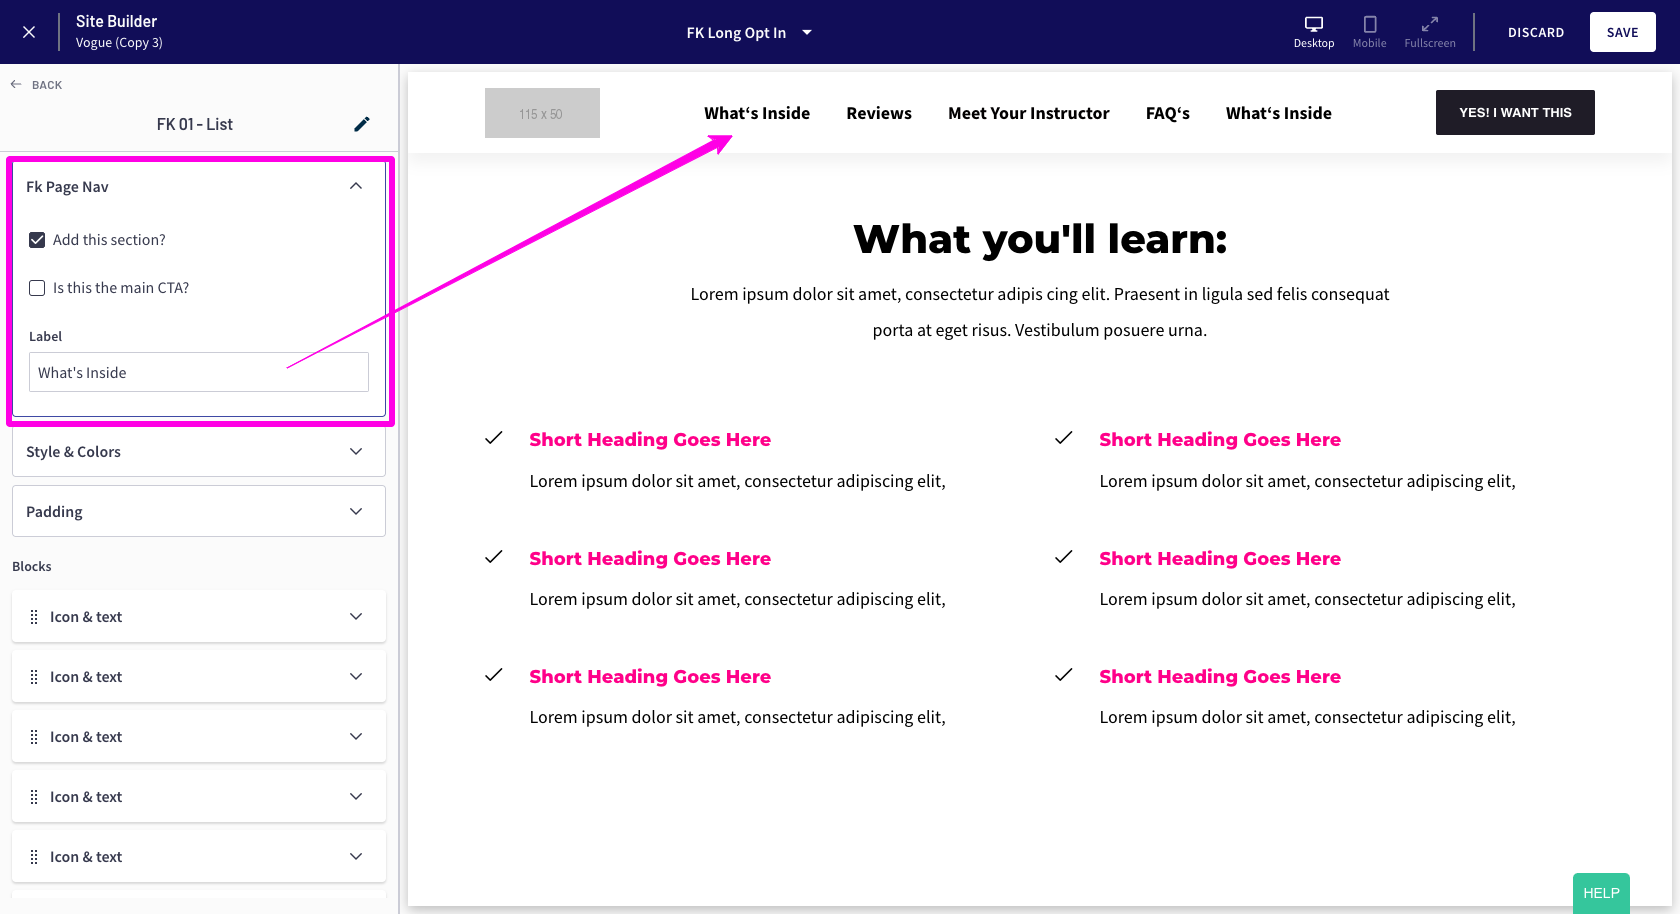 Site Builder
Vogue (Copy 3)
FK Long Opt In
Desktop
Mobile
Fullscreen
DISCARD
SAVE
BACK
FK 01 - List
Fk Page Nav
Add this section?
Is this the main CTA?
Label
What's Inside
Style & Colors
Padding
Blocks
Icon & text
Icon & text
Icon & text
Icon & text
Icon & text
115 x 50
What‘s Inside
Reviews
Meet Your Instructor
FAQ‘s
What‘s Inside
YES! I WANT THIS
What you'll learn:
Lorem ipsum dolor sit amet, consectetur adipis cing elit. Praesent in ligula sed felis consequat
porta at eget risus. Vestibulum posuere urna.
Short Heading Goes Here
Lorem ipsum dolor sit amet, consectetur adipiscing elit,
Short Heading Goes Here
Lorem ipsum dolor sit amet, consectetur adipiscing elit,
Short Heading Goes Here
Lorem ipsum dolor sit amet, consectetur adipiscing elit,
Short Heading Goes Here
Lorem ipsum dolor sit amet, consectetur adipiscing elit,
Short Heading Goes Here
Lorem ipsum dolor sit amet, consectetur adipiscing elit,
Short Heading Goes Here
Lorem ipsum dolor sit amet, consectetur adipiscing elit,
HELP